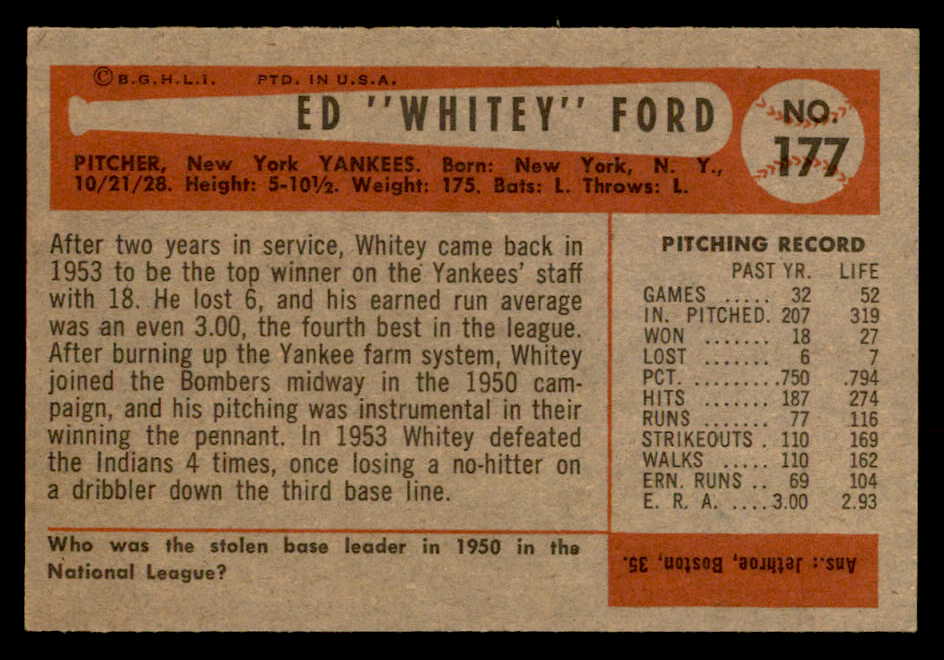 ©B.G.H.L.I. PTD. IN U.S.A.
ED "WHITEY" FORD
NO.
177
PITCHER, New York YANKEES. Born: New York, N. Y.,
10/21/28. Height: 5-10½. Weight: 175. Bats: L. Throws: L.
After two years in service, Whitey came back in
1953 to be the top winner on the Yankees' staff
with 18. He lost 6, and his earned run average
was an even 3.00, the fourth best in the league.
After burning up the Yankee farm system, Whitey
joined the Bombers midway in the 1950 cam-
paign, and his pitching was instrumental in their
winning the pennant. In 1953 Whitey defeated
the Indians 4 times, once losing a no-hitter on
a dribbler down the third base line.
PITCHING RECORD
PAST YR. LIFE
GAMES ..... 32 52
IN. PITCHED. 207 319
WON ....... 18 27
LOST ....... 6 7
PCT. .........750 .794
HITS ....... 187 274
RUNS ....... 77 116
STRIKEOUTS . 110 169
WALKS ..... 110 162
ERN. RUNS .. 69 104
E. R. A. ....3.00 2.93
Who was the stolen base leader in 1950 in the
National League?
Ans.: Jethroe, Boston, 35.